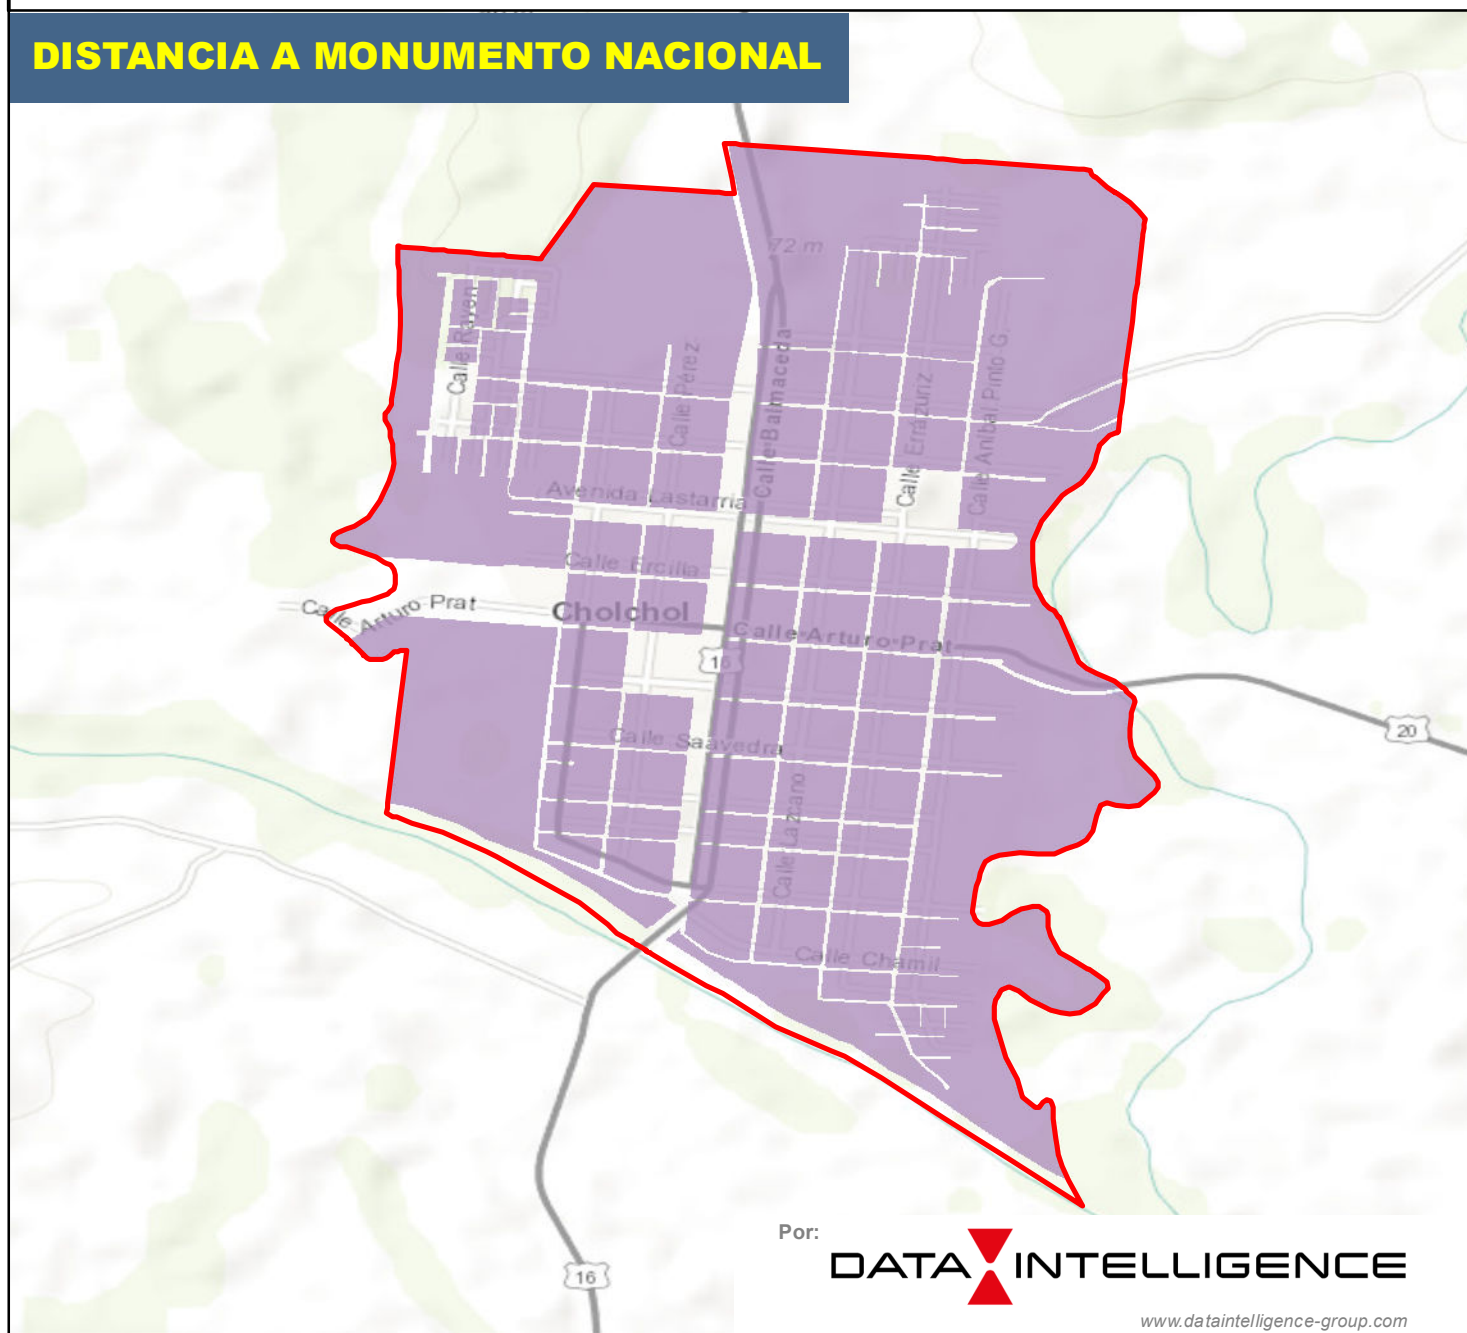 DISTANCIA A MONUMENTO NACIONAL
72 m
Calle Rayen
Calle Pérez
Calle Balmaceda
Calle Errázuriz
Calle Aníbal Pinto G.
Avenida Lastarria
Calle Ercilla
Calle Arturo Prat
Cholchol
Calle Arturo Prat
16
20
Calle Saavedra
Calle Lazcano
Calle Chamil
16
Por:
DATA INTELLIGENCE
www.dataintelligence-group.com